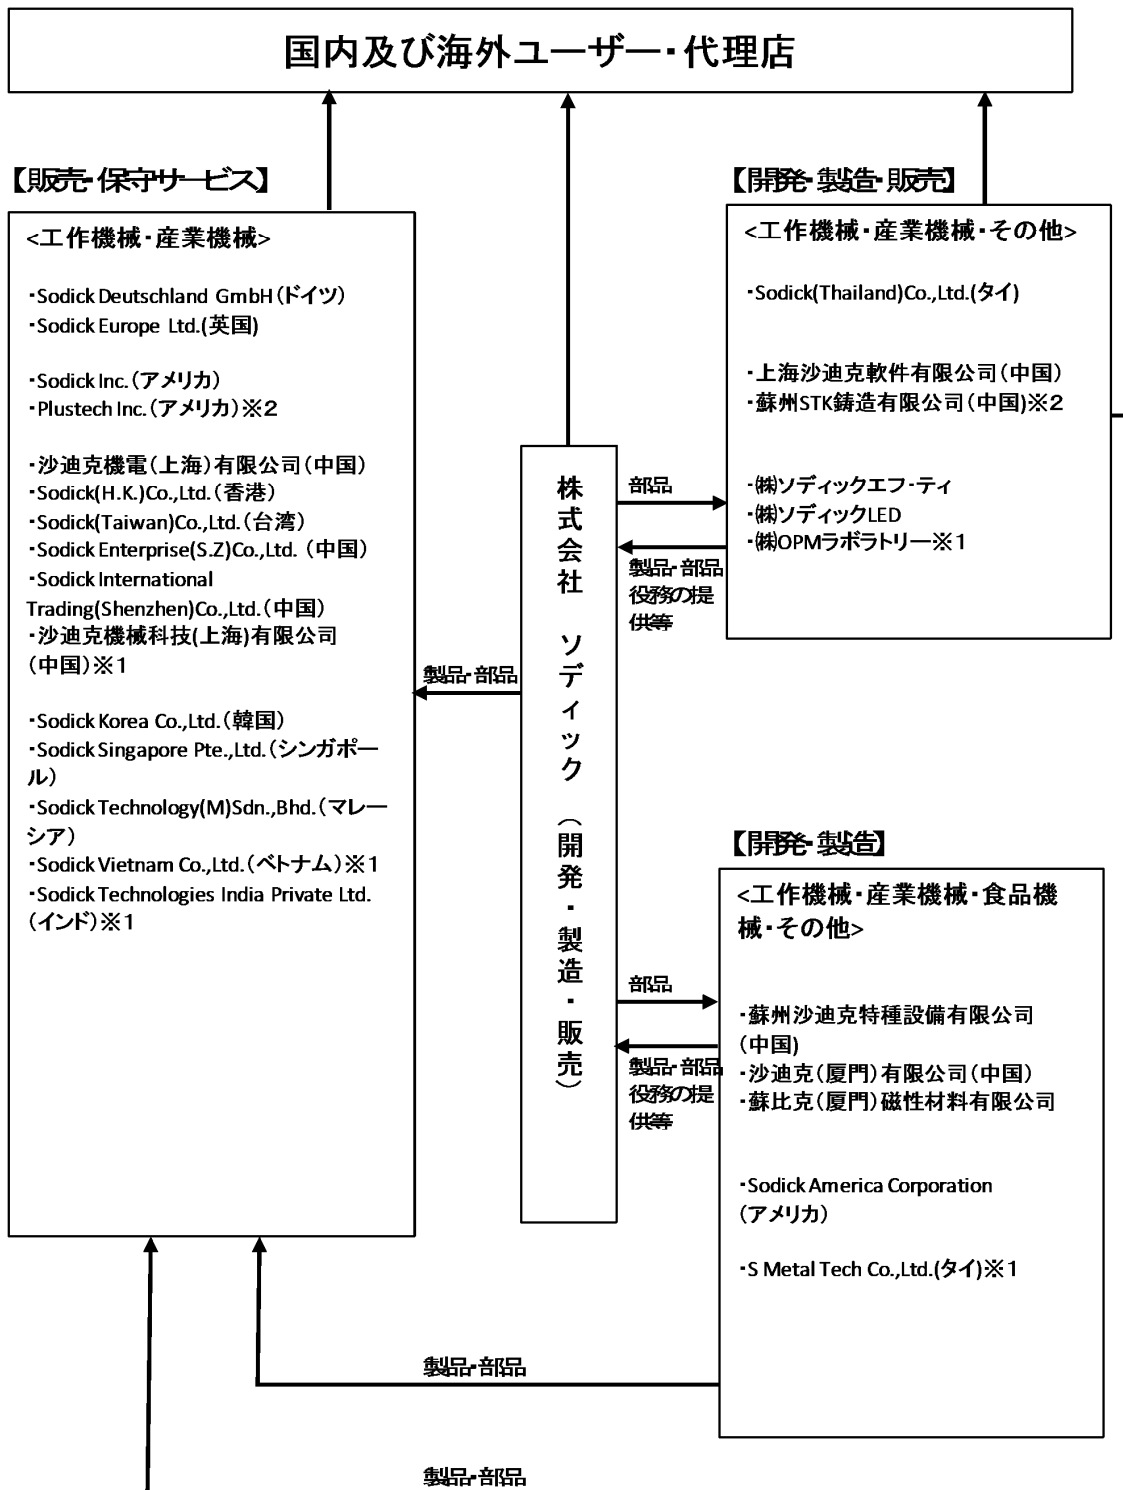 国内及び海外ユーザー・代理店
【販売・保守サービス】
<工作機械・産業機械>
・Sodick Deutschland GmbH(ドイツ)
・Sodick Europe Ltd.(英国)
・Sodick Inc.(アメリカ)
・Plustech Inc.(アメリカ)※2
・沙迪克機電(上海)有限公司(中国)
・Sodick(H.K.)Co.,Ltd.(香港)
・Sodick(Taiwan)Co.,Ltd.(台湾)
・Sodick Enterprise(S.Z)Co.,Ltd.(中国)
・Sodick International
Trading(Shenzhen)Co.,Ltd.(中国)
・沙迪克機械科技(上海)有限公司
(中国)※1
・Sodick Korea Co.,Ltd.(韓国)
・Sodick Singapore Pte.,Ltd.(シンガポー
ル)
・Sodick Technology(M)Sdn.,Bhd.(マレー
シア)
・Sodick Vietnam Co.,Ltd.(ベトナム)※1
・Sodick Technologies India Private Ltd.
(インド)※1
製品・部品
株式会社 ソディック (開発・製造・販売)
部品
製品・部品
役務の提
供等
【開発・製造・販売】
<工作機械・産業機械・その他>
・Sodick(Thailand)Co.,Ltd.(タイ)
・上海沙迪克軟件有限公司(中国)
・蘇州STK鋳造有限公司(中国)※2
・㈱ソディックエフ・ティ
・㈱ソディックLED
・㈱OPMラボラトリー※1
部品
製品・部品
役務の提
供等
【開発・製造】
<工作機械・産業機械・食品機
械・その他>
・蘇州沙迪克特種設備有限公司
(中国)
・沙迪克(厦門)有限公司(中国)
・蘇比克(厦門)磁性材料有限公司
・Sodick America Corporation
(アメリカ)
・S Metal Tech Co.,Ltd.(タイ)※1
製品・部品
製品・部品